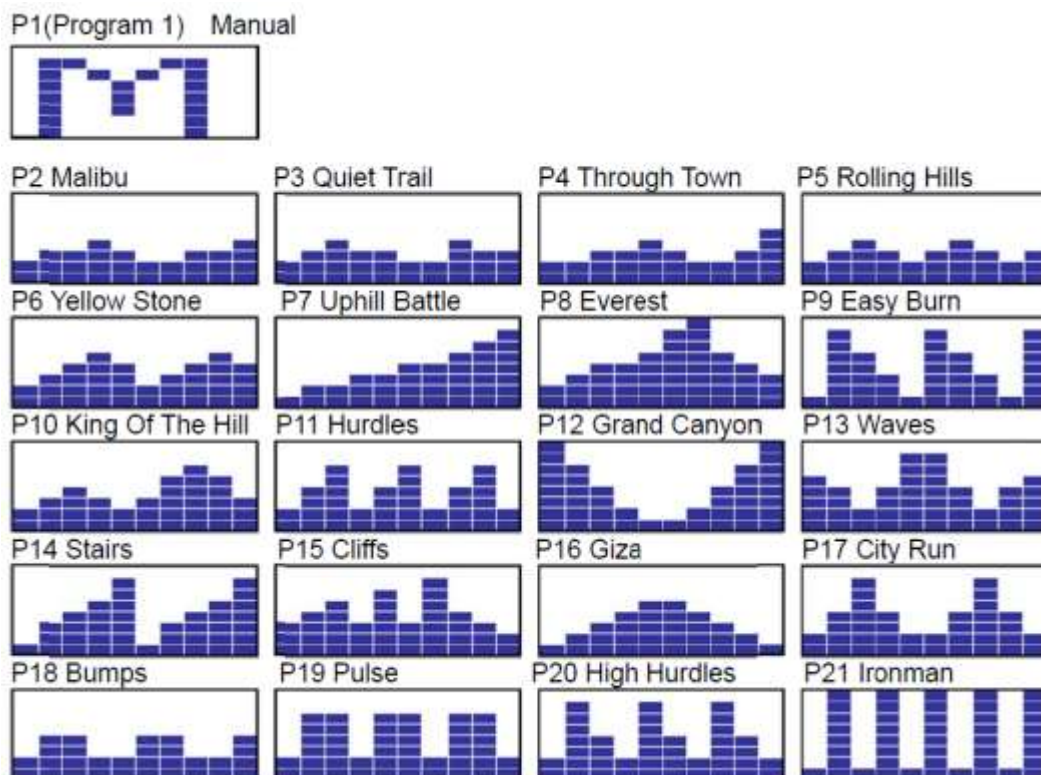 P1(Program 1) Manual
P2 Malibu P3 Quiet Trail P4 Through Town P5 Rolling Hills
P6 Yellow Stone P7 Uphill Battle P8 Everest P9 Easy Burn
P10 King Of The Hill P11 Hurdles P12 Grand Canyon P13 Waves
P14 Stairs P15 Cliffs P16 Giza P17 City Run
P18 Bumps P19 Pulse P20 High Hurdles P21 Ironman